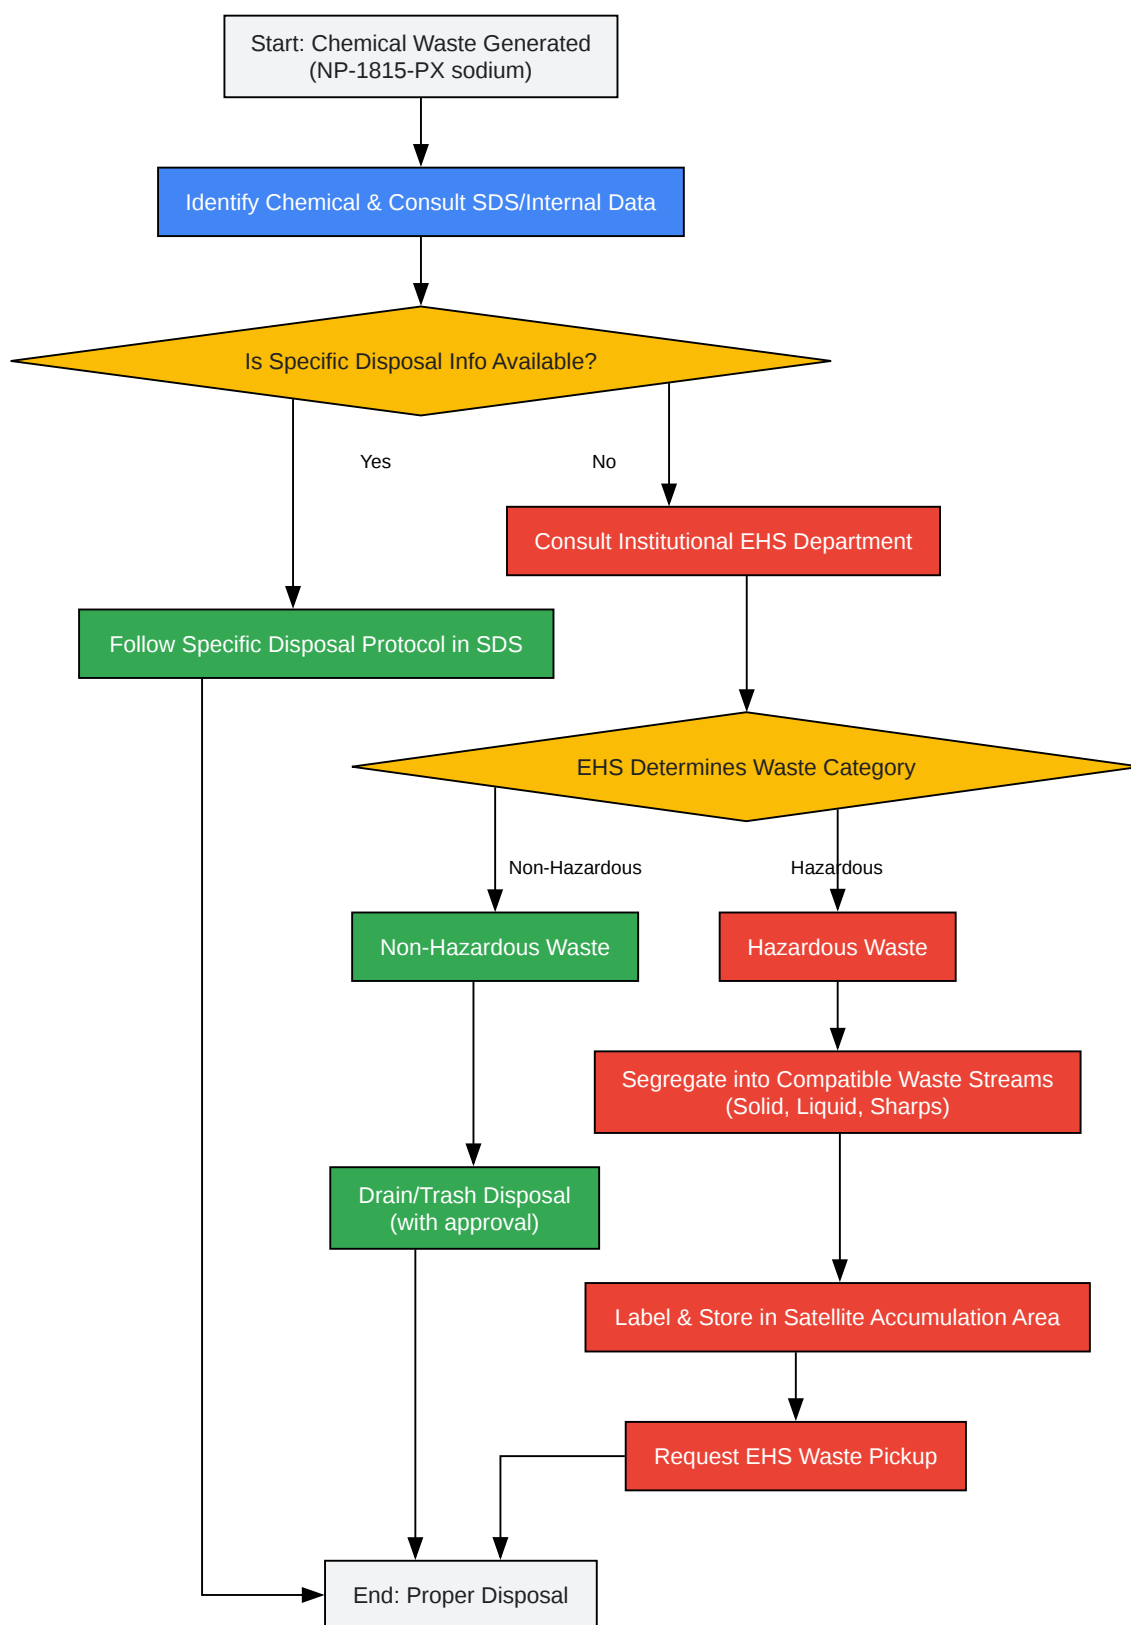 Start: Chemical Waste Generated
(NP-1815-PX sodium)
Identify Chemical & Consult SDS/Internal Data
Is Specific Disposal Info Available?
Yes
No
Consult Institutional EHS Department
Follow Specific Disposal Protocol in SDS
EHS Determines Waste Category
Non-Hazardous
Hazardous
Non-Hazardous Waste
Hazardous Waste
Segregate into Compatible Waste Streams
(Solid, Liquid, Sharps)
Drain/Trash Disposal
(with approval)
Label & Store in Satellite Accumulation Area
Request EHS Waste Pickup
End: Proper Disposal